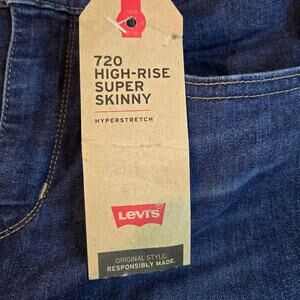 720
HIGH-RISE
SUPER
SKINNY
HYPERSTRETCH
Levi's
ORIGINAL STYLE.
RESPONSIBLY MADE.